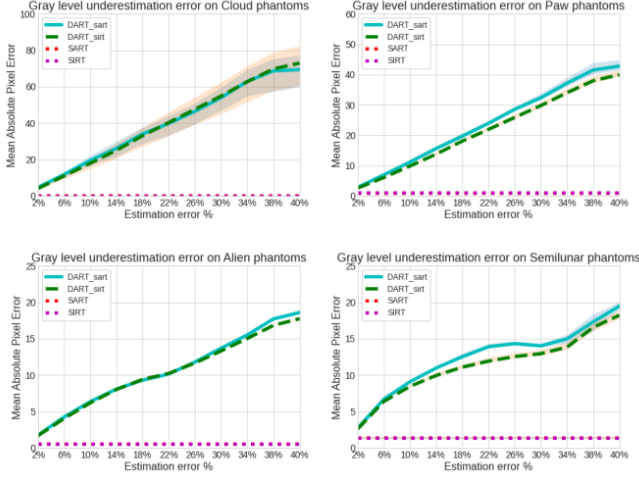 Gray level underestimation error on Cloud phantoms
Mean Absolute Pixel Error
100
80
60
40
20
0
DART_sart
DART_sirt
SART
SIRT
2% 6% 10% 14% 18% 22% 26% 30% 34% 38% 40%
Estimation error %
Gray level underestimation error on Paw phantoms
Mean Absolute Pixel Error
60
50
40
30
20
10
0
DART_sart
DART_sirt
SART
SIRT
2% 6% 10% 14% 18% 22% 26% 30% 34% 38% 40%
Estimation error %
Gray level underestimation error on Alien phantoms
Mean Absolute Pixel Error
25
20
15
10
5
0
DART_sart
DART_sirt
SART
SIRT
2% 6% 10% 14% 18% 22% 26% 30% 34% 38% 40%
Estimation error %
Gray level underestimation error on Semilunar phantoms
Mean Absolute Pixel Error
25
20
15
10
5
0
DART_sart
DART_sirt
SART
SIRT
2% 6% 10% 14% 18% 22% 26% 30% 34% 38% 40%
Estimation error %